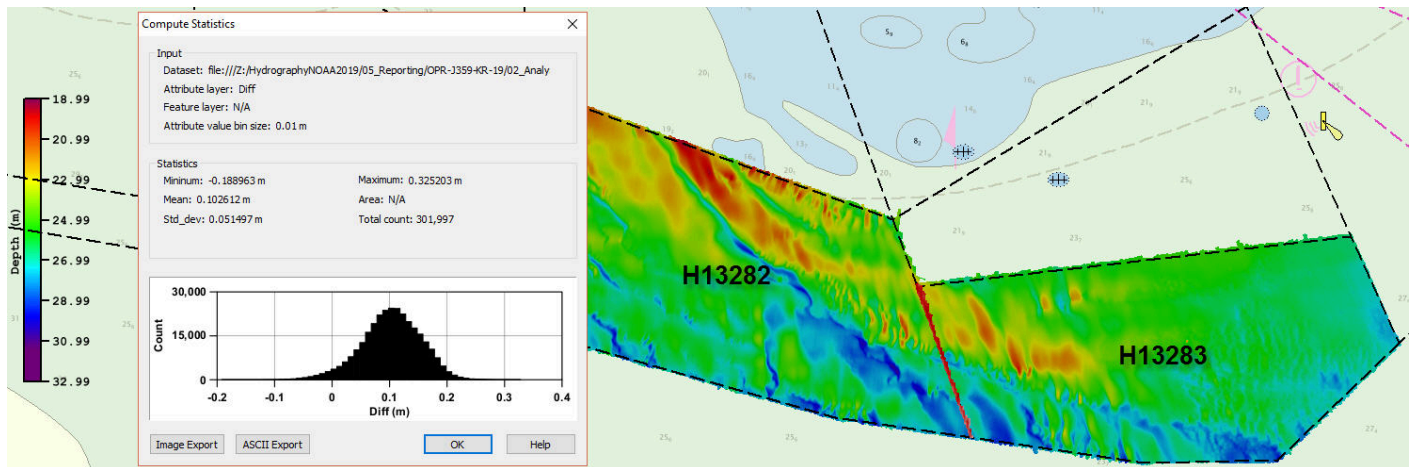 Compute Statistics
Input
Dataset: file:///Z:/HydrographyNOAA2019/05_Reporting/OPR-J359-KR-19/02_Analy
Attribute layer: Diff
Feature layer: N/A
Attribute value bin size: 0.01 m
Statistics
Mininum: -0.188963 m
Maximum: 0.325203 m
Mean: 0.102612 m
Area: N/A
Std_dev: 0.051497 m
Total count: 301,997
30,000
15,000
0
Count
-0.2 -0.1 0 0.1 0.2 0.3 0.4
Diff (m)
Image Export
ASCII Export
OK
Help
Depth (m)
18.99
20.99
22.99
24.99
26.99
28.99
30.99
32.99
H13282
H13283